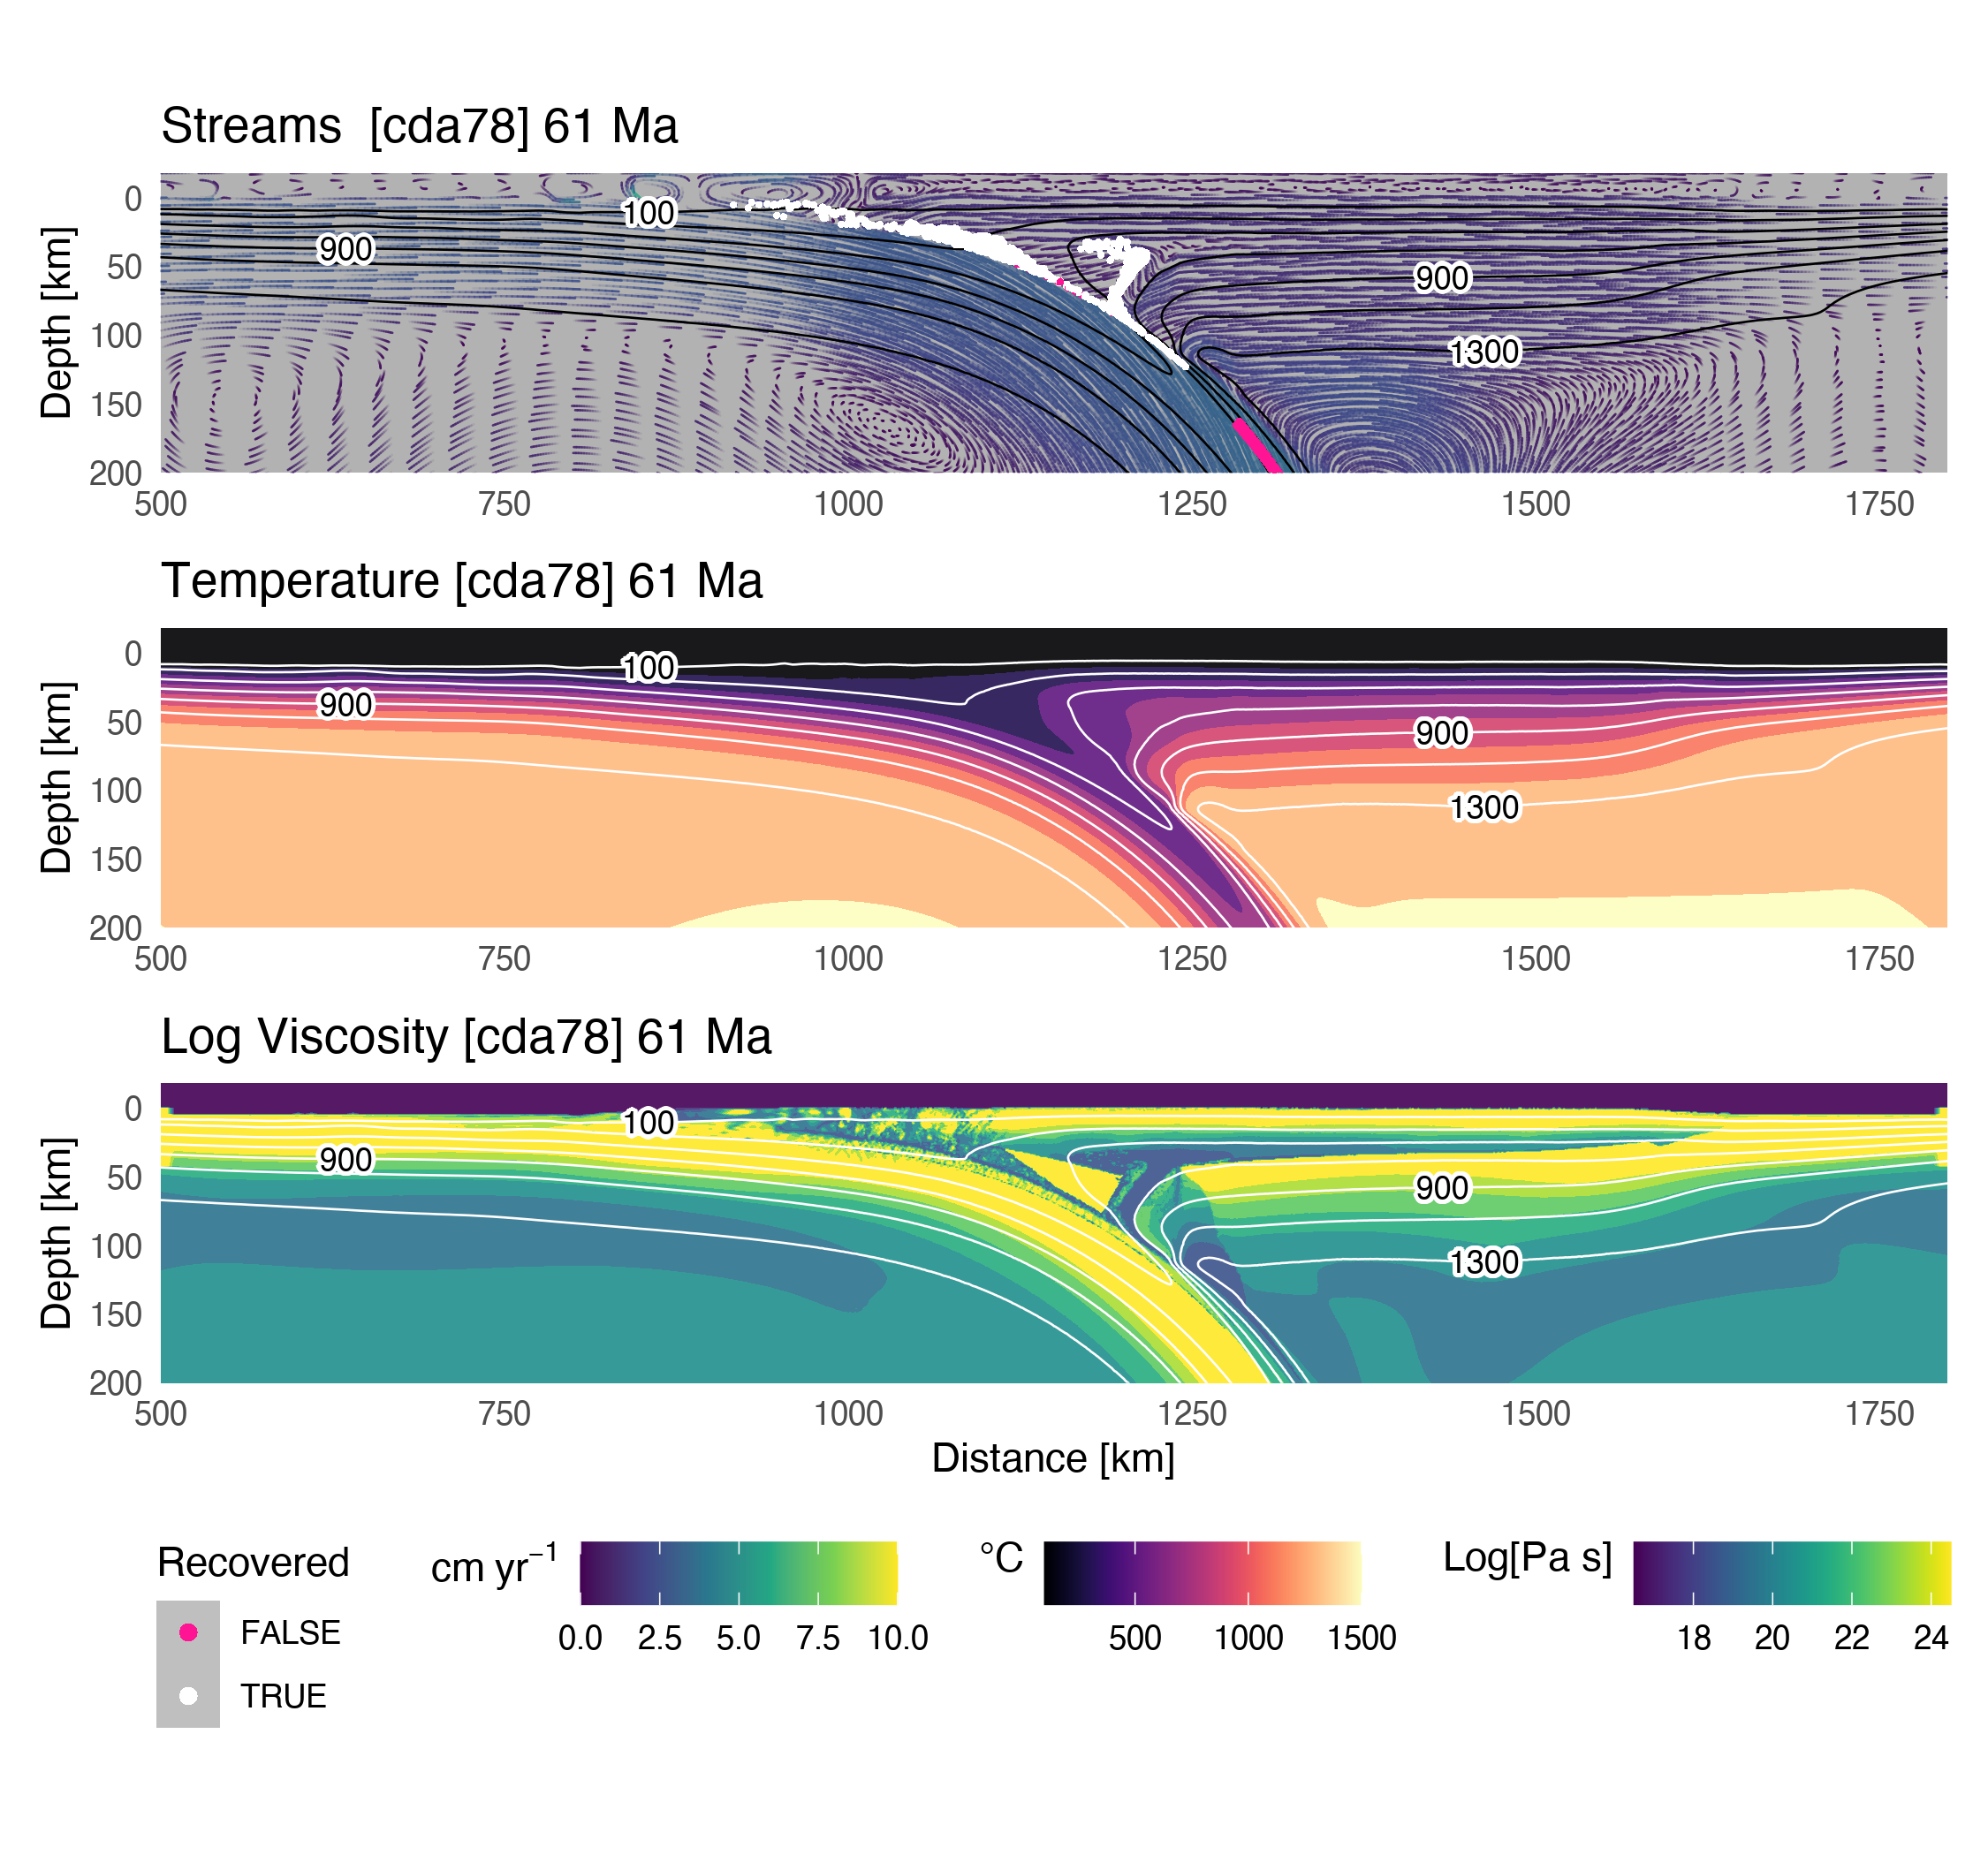 Streams  [cda78] 61 Ma
Depth [km]
0
50
100
150
200
100
900
900
1300
500 750 1000 1250 1500 1750
Temperature [cda78] 61 Ma
Depth [km]
0
50
100
150
200
100
900
900
1300
500 750 1000 1250 1500 1750
Log Viscosity [cda78] 61 Ma
Depth [km]
0
50
100
150
200
100
900
900
1300
500 750 1000 1250 1500 1750
Distance [km]
Recovered
FALSE
TRUE
cm yr⁻¹
0.0 2.5 5.0 7.5 10.0
°C
500 1000 1500
Log[Pa s]
18 20 22 24